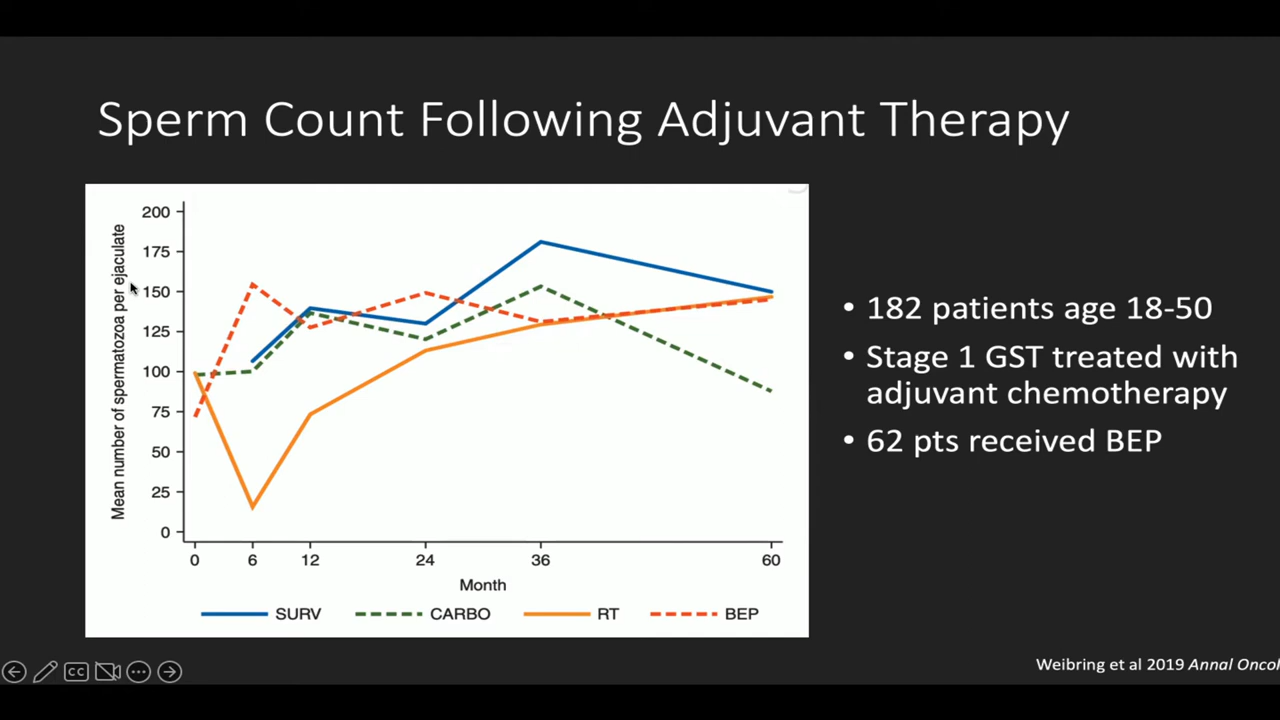 Sperm Count Following Adjuvant Therapy
Mean number of spermatozoa per ejaculate
200
175
150
125
100
75
50
25
0
0 6 12 24 36 60
Month
SURV CARBO RT BEP
• 182 patients age 18-50
• Stage 1 GST treated with
adjuvant chemotherapy
• 62 pts received BEP
CC
Weibring et al 2019 Annal Oncol